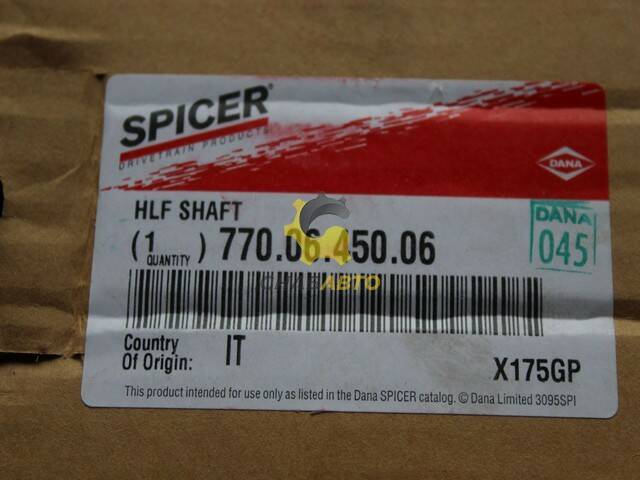 SPICER®
DRIVETRAIN PRODUCTS
DANA
HLF SHAFT
DANA
045
(1 QUANTITY) 770.06.450.06
СНАБАВТО
Country
Of Origin: IT
X175GP
This product intended for use only as listed in the Dana SPICER catalog. © Dana Limited 3095SPI